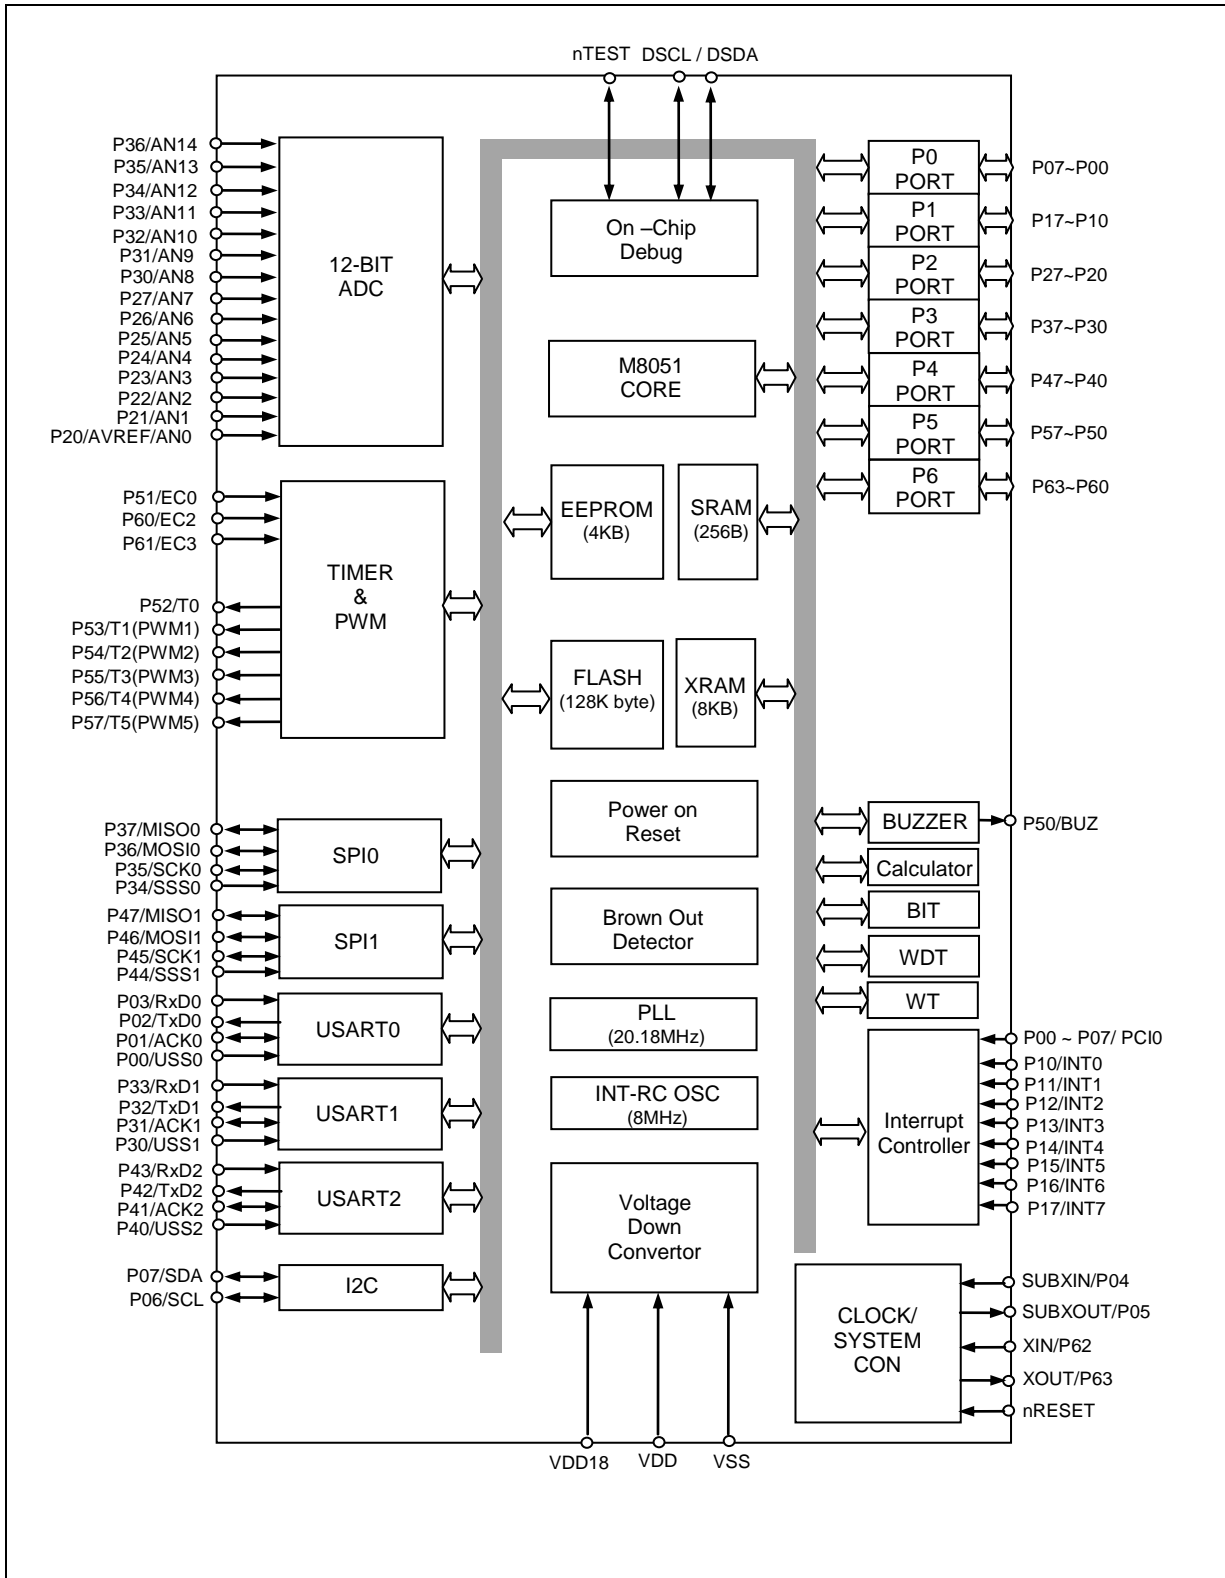 nTEST DSCL / DSDA
P36/AN14
P35/AN13
P34/AN12
P33/AN11
P32/AN10
P31/AN9
P30/AN8
P27/AN7
P26/AN6
P25/AN5
P24/AN4
P23/AN3
P22/AN2
P21/AN1
P20/AVREF/AN0
12-BIT
ADC
P51/EC0
P60/EC2
P61/EC3
P52/T0
P53/T1(PWM1)
P54/T2(PWM2)
P55/T3(PWM3)
P56/T4(PWM4)
P57/T5(PWM5)
TIMER
&
PWM
P37/MISO0
P36/MOSI0
P35/SCK0
P34/SSS0
SPI0
P47/MISO1
P46/MOSI1
P45/SCK1
P44/SSS1
SPI1
P03/RxD0
P02/TxD0
P01/ACK0
P00/USS0
USART0
P33/RxD1
P32/TxD1
P31/ACK1
P30/USS1
USART1
P43/RxD2
P42/TxD2
P41/ACK2
P40/USS2
USART2
P07/SDA
P06/SCL
I2C
On –Chip
Debug
M8051
CORE
EEPROM
(4KB)
SRAM
(256B)
FLASH
(128K byte)
XRAM
(8KB)
Power on
Reset
Brown Out
Detector
PLL
(20.18MHz)
INT-RC OSC
(8MHz)
Voltage
Down
Convertor
VDD18
VDD
VSS
P0
PORT
P07~P00
P1
PORT
P17~P10
P2
PORT
P27~P20
P3
PORT
P37~P30
P4
PORT
P47~P40
P5
PORT
P57~P50
P6
PORT
P63~P60
BUZZER
P50/BUZ
Calculator
BIT
WDT
WT
Interrupt
Controller
P00 ~ P07/ PCI0
P10/INT0
P11/INT1
P12/INT2
P13/INT3
P14/INT4
P15/INT5
P16/INT6
P17/INT7
CLOCK/
SYSTEM
CON
SUBXIN/P04
SUBXOUT/P05
XIN/P62
XOUT/P63
nRESET